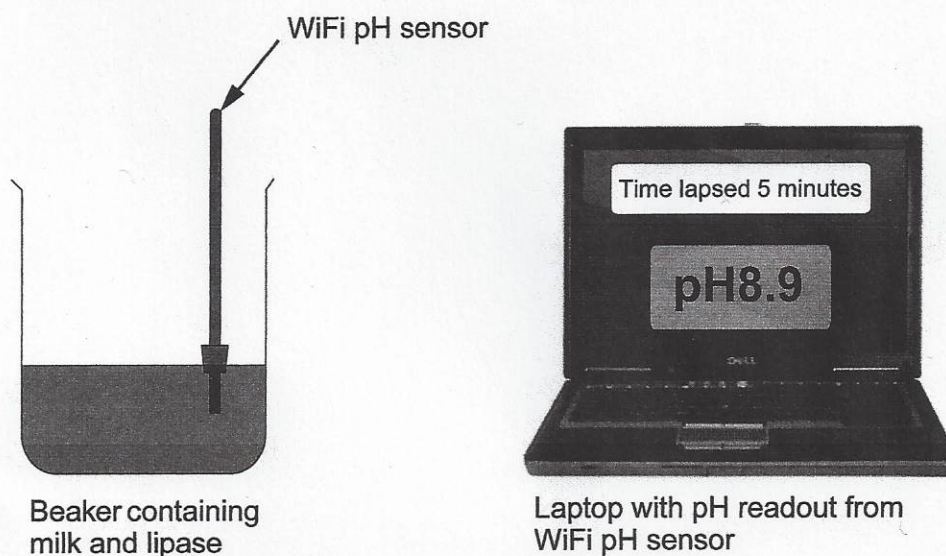 WiFi pH sensor
Time lapsed 5 minutes
pH8.9
DELL
Beaker containing
milk and lipase
Laptop with pH readout from
WiFi pH sensor